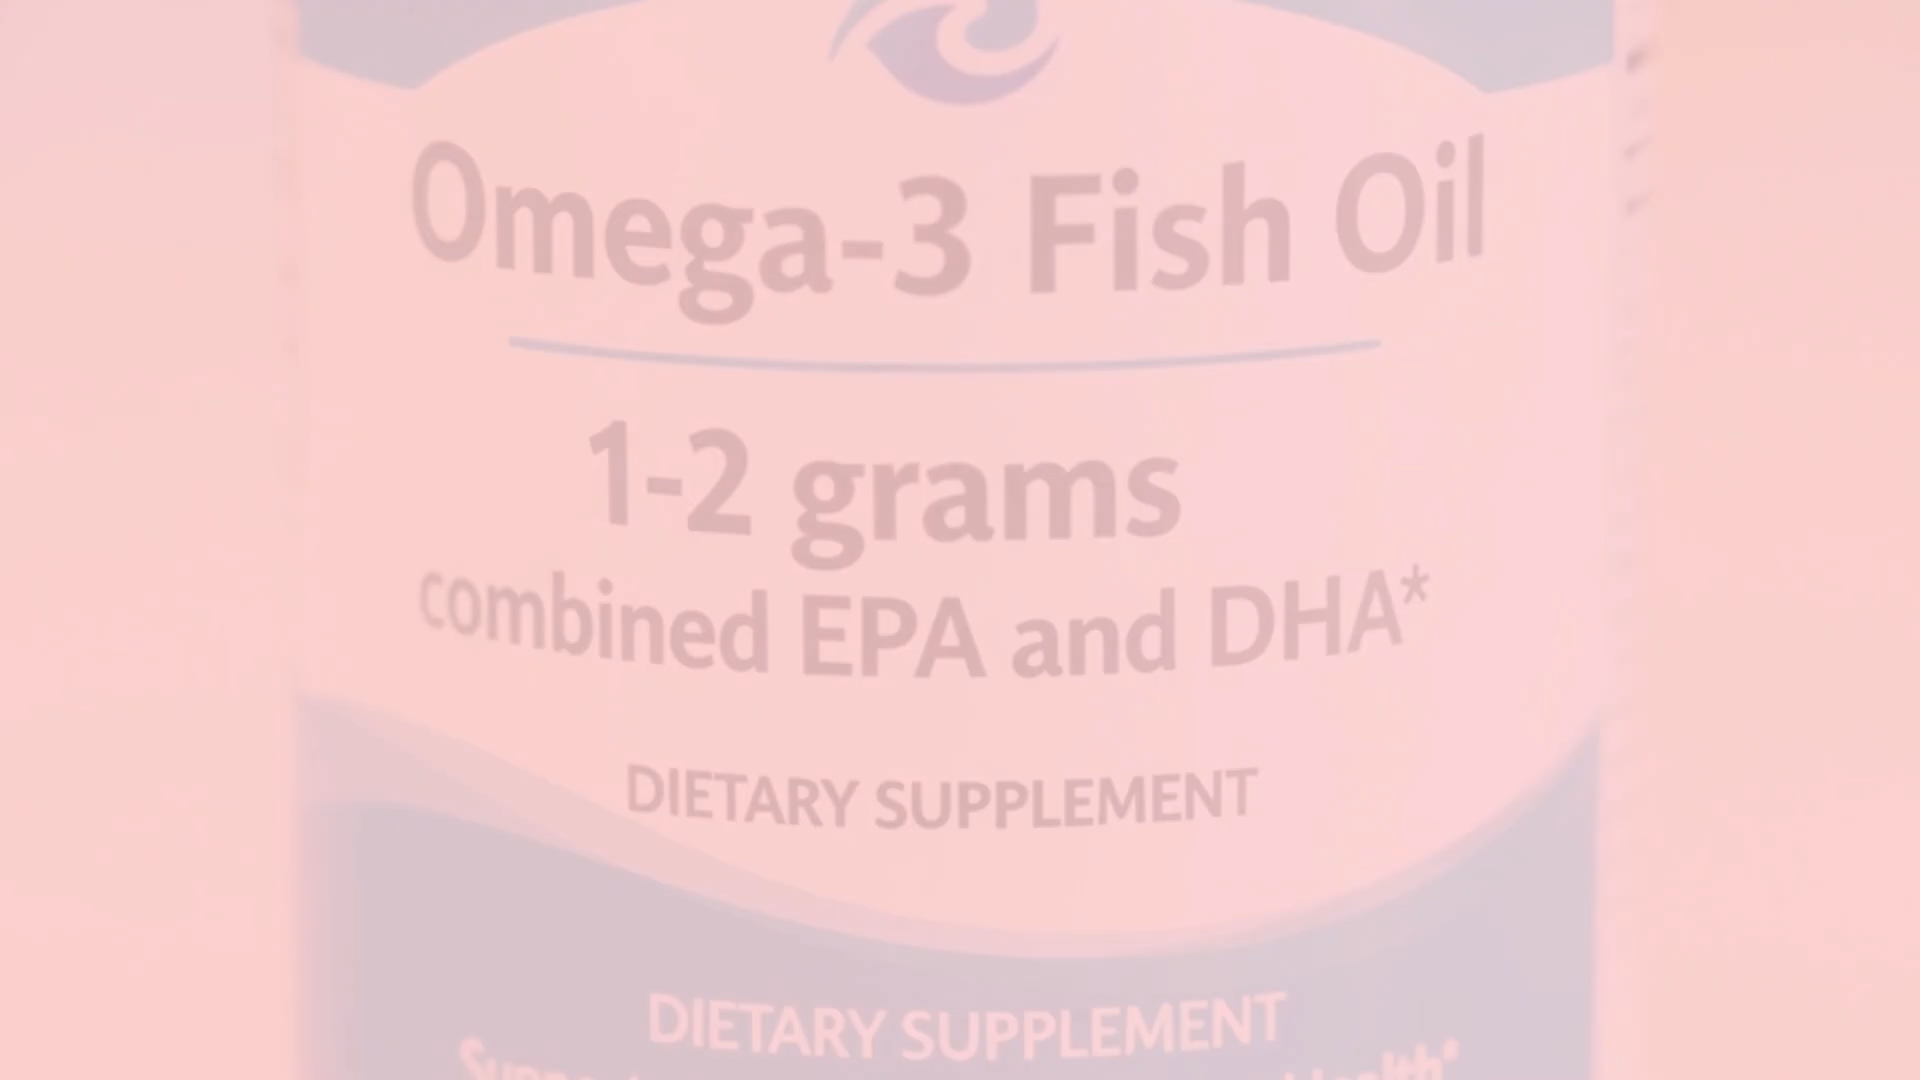 Omega-3 Fish Oil
1-2 grams
combined EPA and DHA*
DIETARY SUPPLEMENT
DIETARY SUPPLEMENT